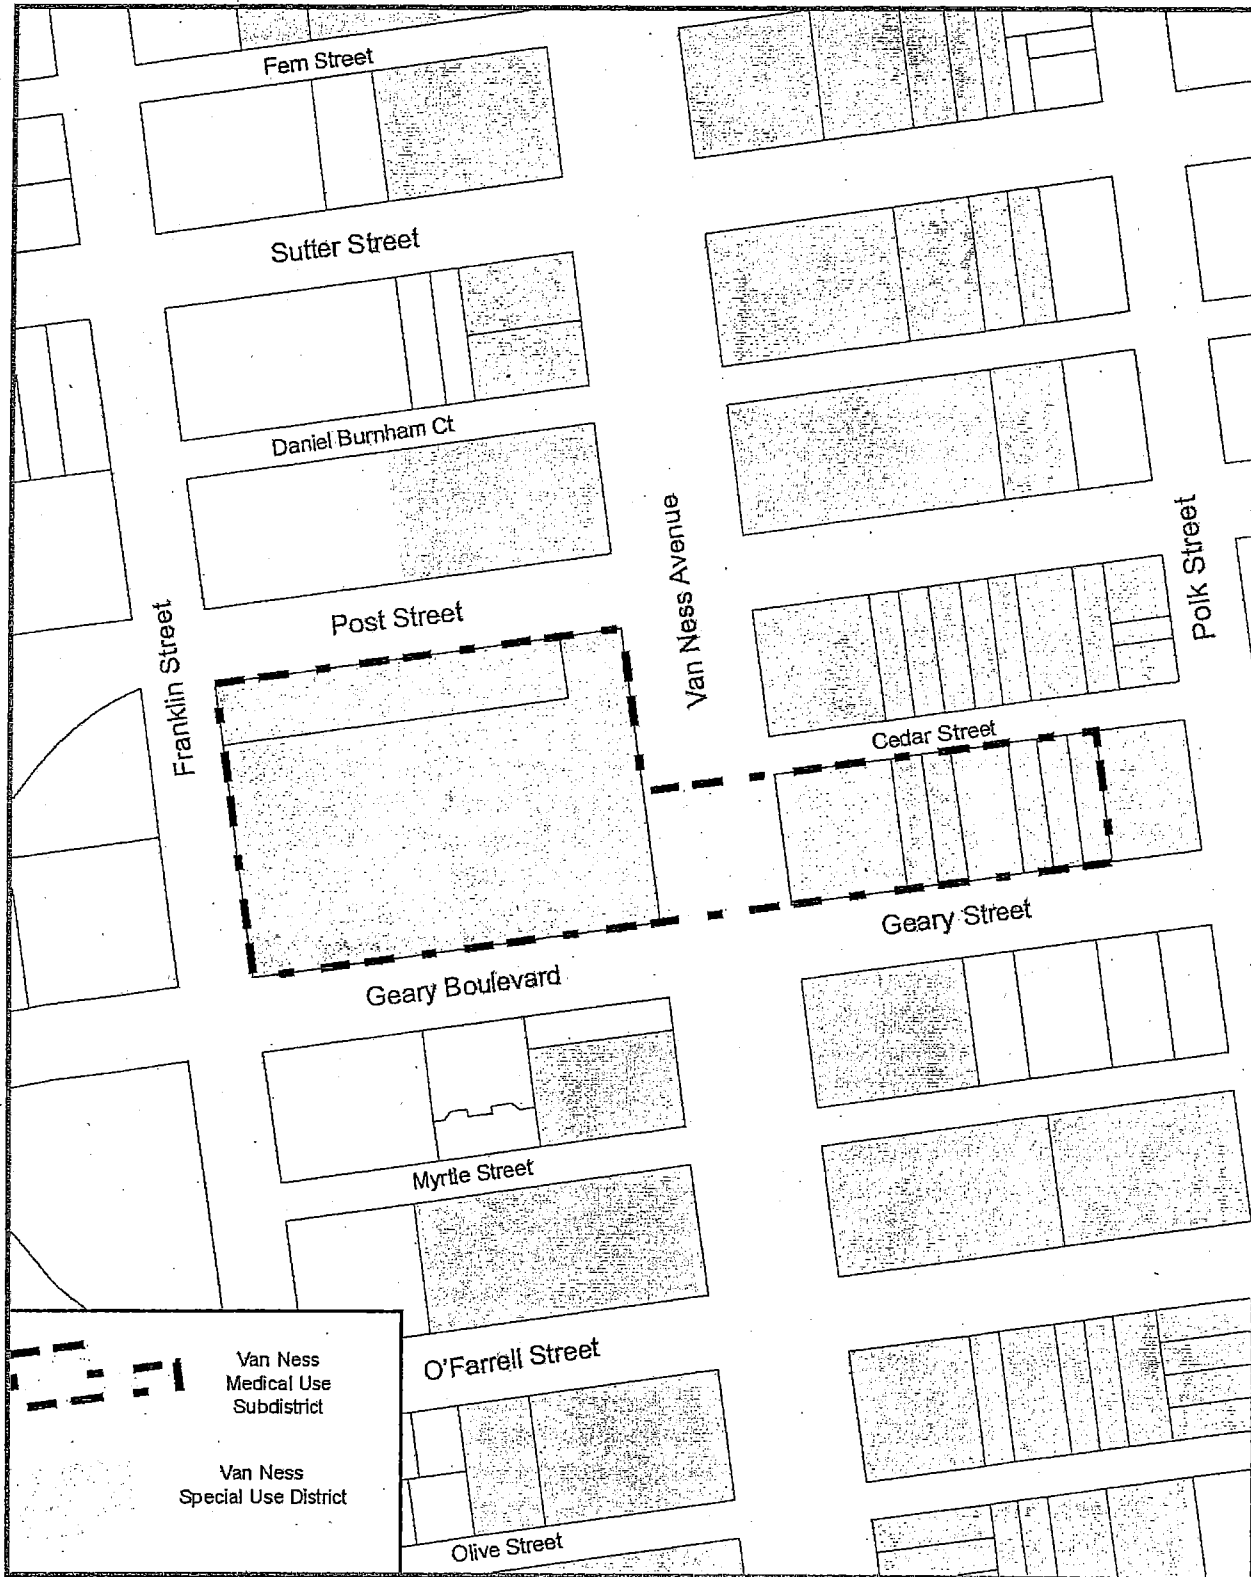 Fern Street
Sutter Street
Daniel Burnham Ct
Van Ness Avenue
Polk Street
Post Street
Franklin Street
Cedar Street
Geary Street
Geary Boulevard
Myrtle Street
O'Farrell Street
Olive Street
Van Ness
Medical Use
Subdistrict
Van Ness
Special Use District